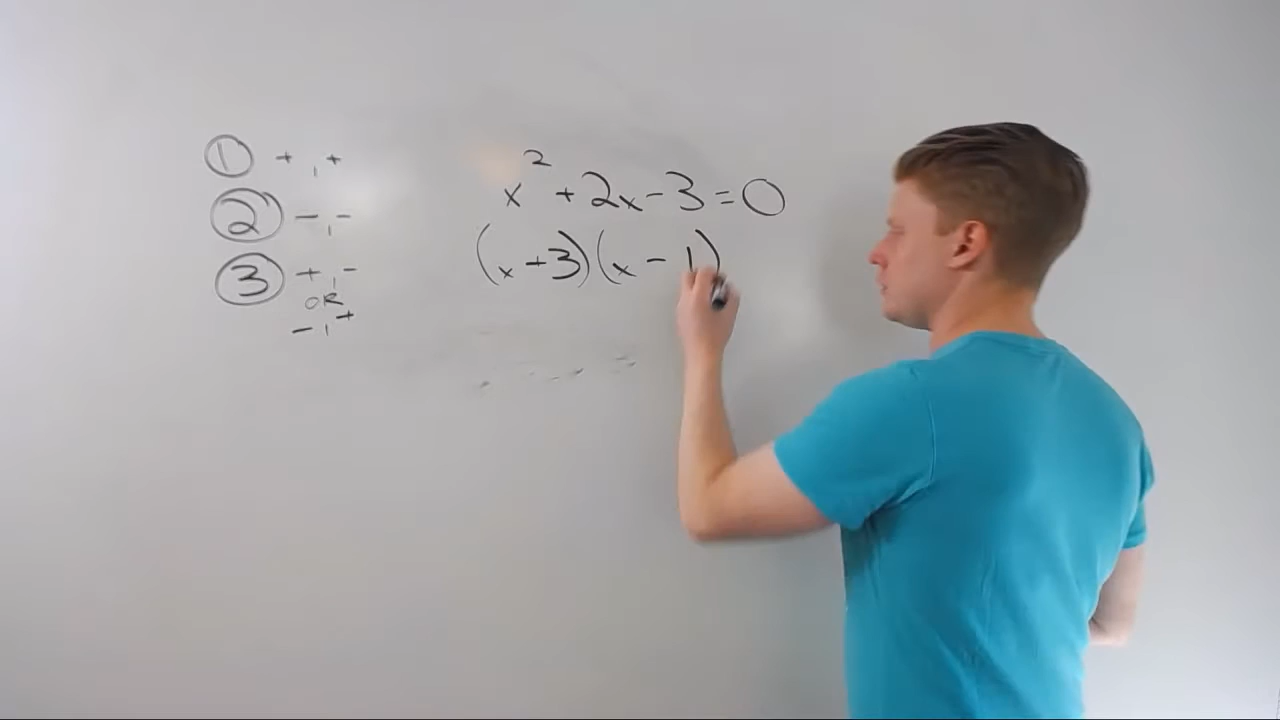 ① + , +
② - , -
③ + , -
OR
- , +
x² + 2x - 3 = 0
(x + 3)(x - 1)